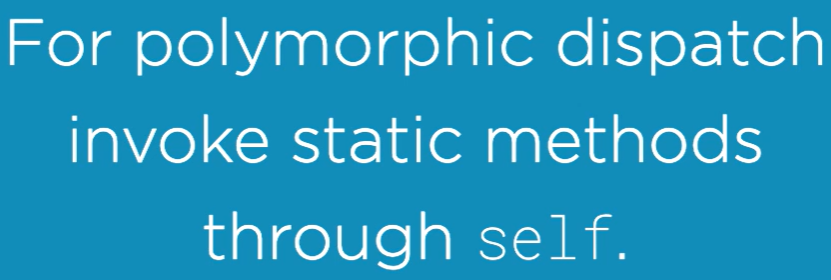 For polymorphic dispatch
invoke static methods
through self.